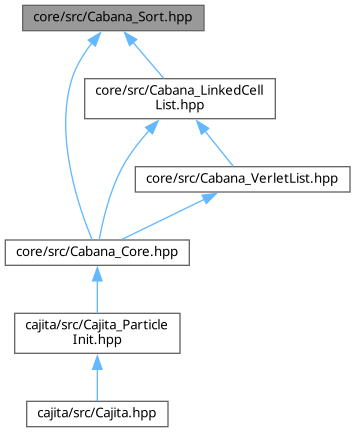 core/src/Cabana_Sort.hpp
core/src/Cabana_LinkedCell
List.hpp
core/src/Cabana_VerletList.hpp
core/src/Cabana_Core.hpp
cajita/src/Cajita_Particle
Init.hpp
cajita/src/Cajita.hpp